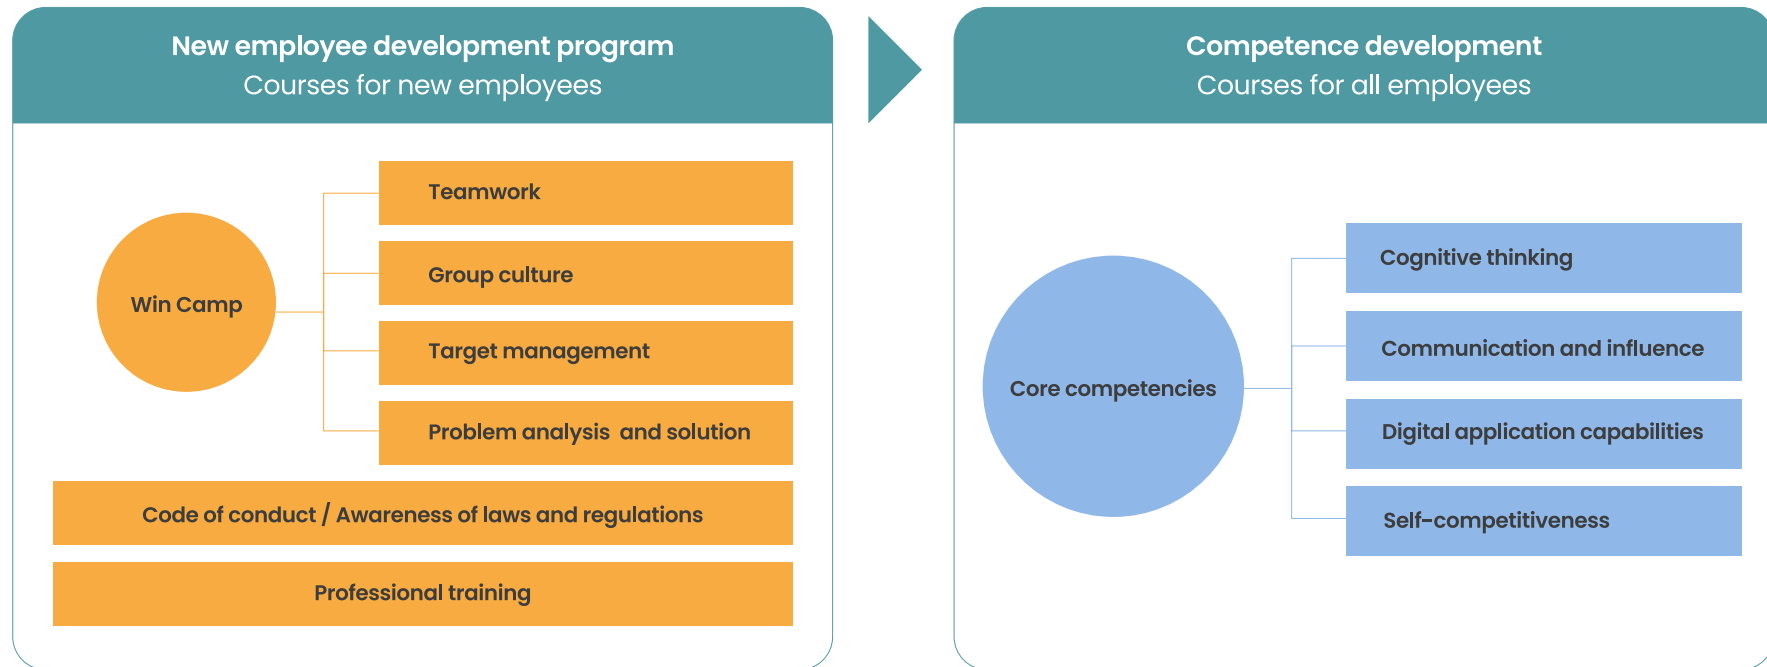 New employee development program
Courses for new employees
Win Camp
Teamwork
Group culture
Target management
Problem analysis and solution
Code of conduct / Awareness of laws and regulations
Professional training
Competence development
Courses for all employees
Core competencies
Cognitive thinking
Communication and influence
Digital application capabilities
Self-competitiveness